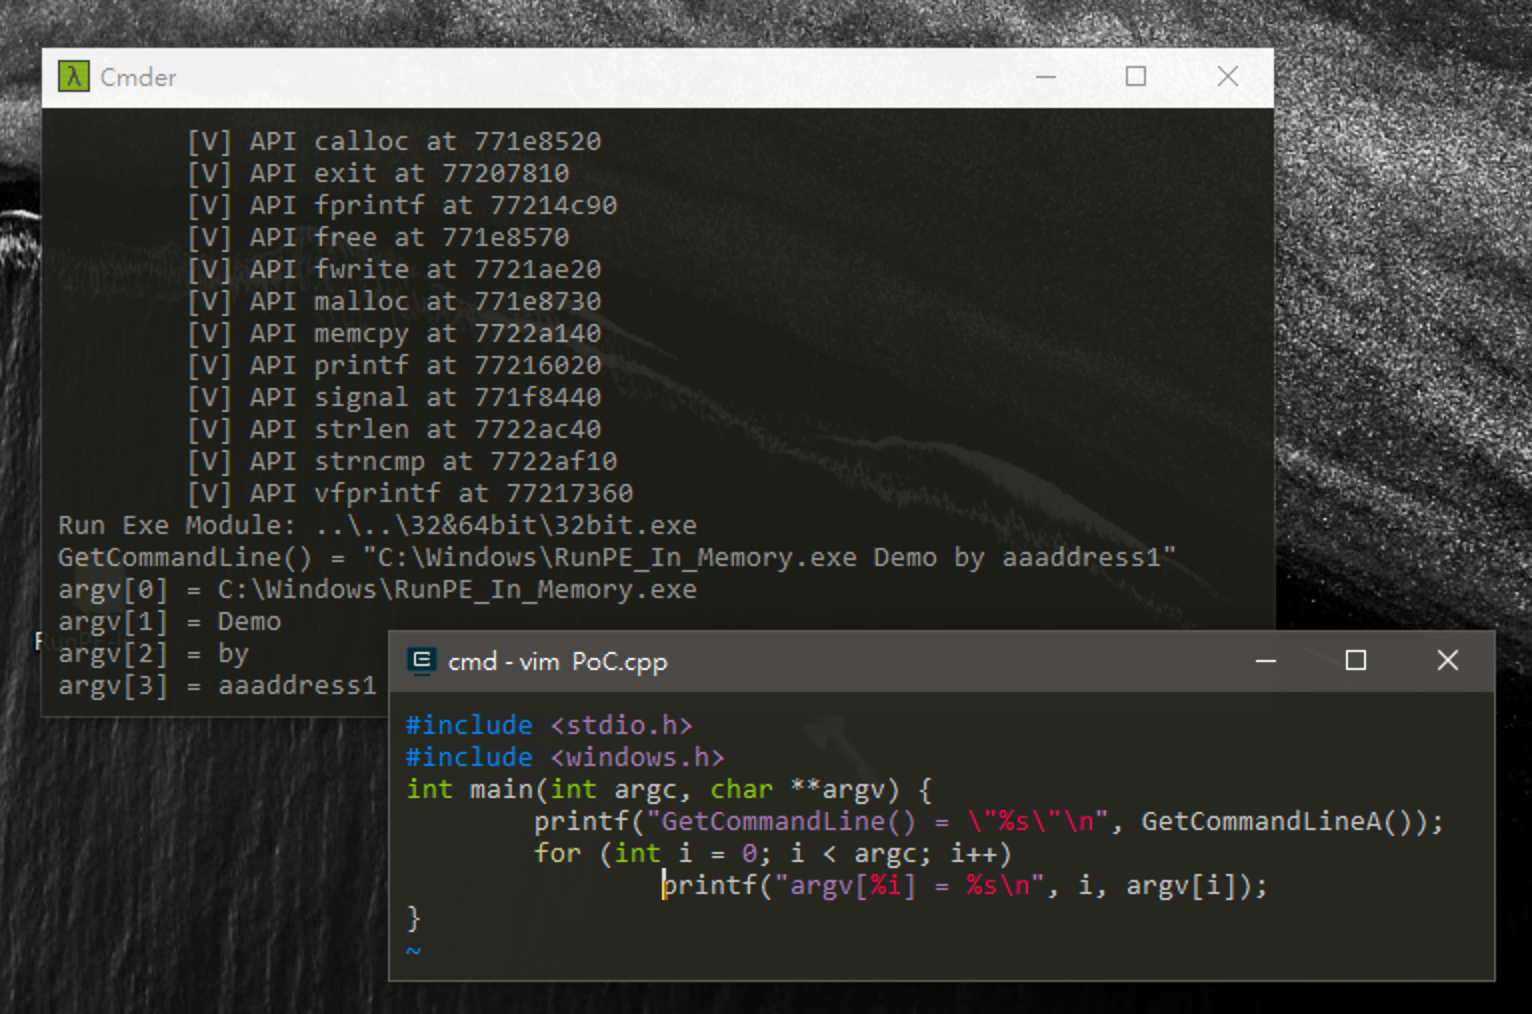 λ Cmder
[V] API calloc at 771e8520
[V] API exit at 77207810
[V] API fprintf at 77214c90
[V] API free at 771e8570
[V] API fwrite at 7721ae20
[V] API malloc at 771e8730
[V] API memcpy at 7722a140
[V] API printf at 77216020
[V] API signal at 771f8440
[V] API strlen at 7722ac40
[V] API strncmp at 7722af10
[V] API vfprintf at 77217360
Run Exe Module: ..\..\32&64bit\32bit.exe
GetCommandLine() = "C:\Windows\RunPE_In_Memory.exe Demo by aaaddress1"
argv[0] = C:\Windows\RunPE_In_Memory.exe
argv[1] = Demo
argv[2] = by
argv[3] = aaaddress1
cmd - vim PoC.cpp
#include <stdio.h>
#include <windows.h>
int main(int argc, char **argv) {
printf("GetCommandLine() = \"%s\"\n", GetCommandLineA());
for (int i = 0; i < argc; i++)
printf("argv[%i] = %s\n", i, argv[i]);
}
~